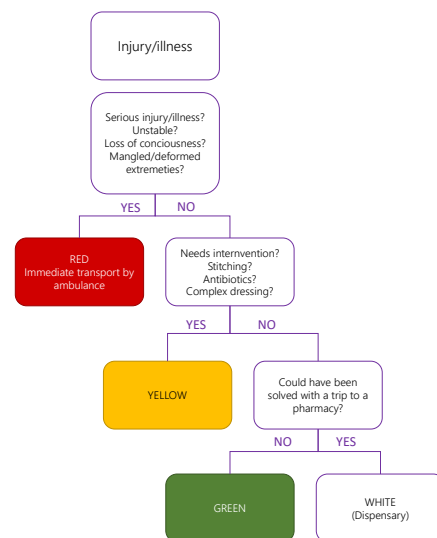 Injury/illness
Serious injury/illness?
Unstable?
Loss of conciousness?
Mangled/deformed
extremeties?
YES NO
RED
Immediate transport by
ambulance
Needs internvention?
Stitching?
Antibiotics?
Complex dressing?
YES NO
YELLOW
Could have been
solved with a trip to a
pharmacy?
NO YES
GREEN
WHITE
(Dispensary)